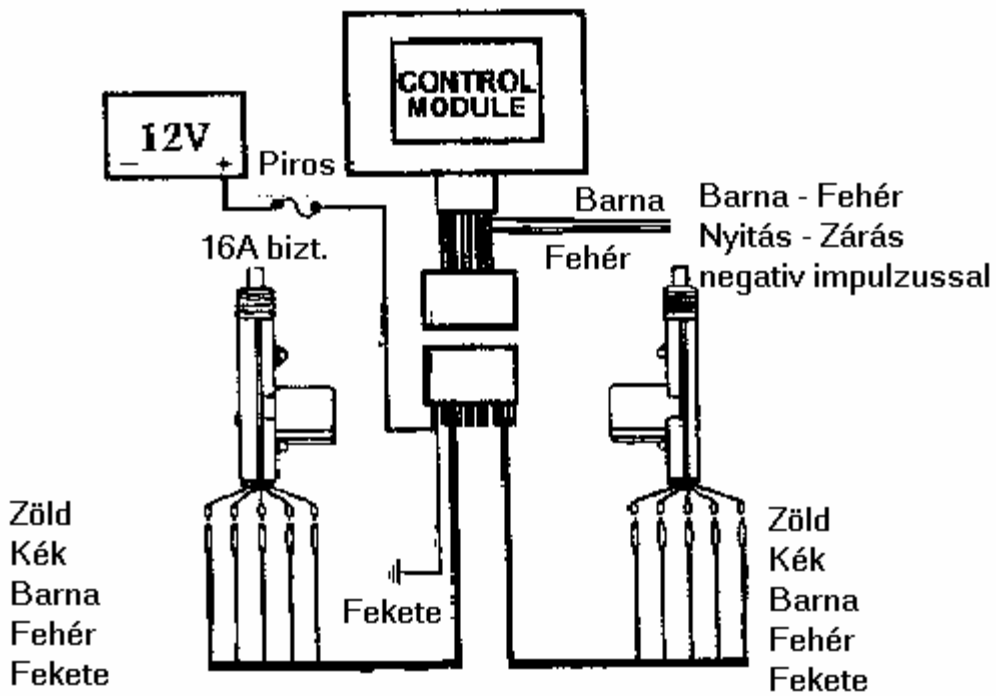 CONTROL
MODULE
12V
− +
Piros
16A bizt.
Barna
Fehér
Barna - Fehér
Nyitás - Zárás
negativ impulzussal
Zöld
Kék
Barna
Fehér
Fekete
Fekete
Zöld
Kék
Barna
Fehér
Fekete